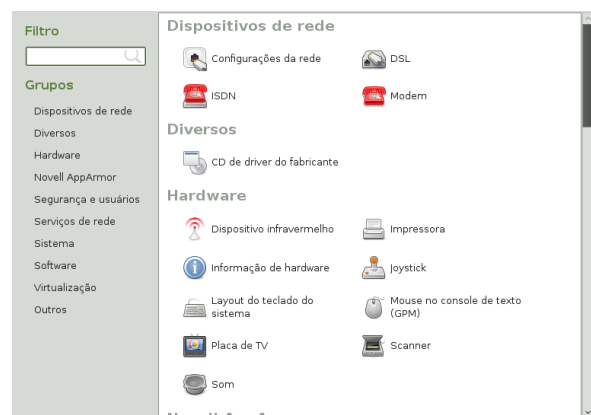 Filtro
Grupos
Dispositivos de rede
Diversos
Hardware
Novell AppArmor
Segurança e usuários
Serviços de rede
Sistema
Software
Virtualização
Outros
Dispositivos de rede
Configurações da rede
DSL
ISDN
Modem
Diversos
CD de driver do fabricante
Hardware
Dispositivo infravermelho
Impressora
Informação de hardware
Joystick
Layout do teclado do
sistema
Mouse no console de texto
(GPM)
Placa de TV
Scanner
Som